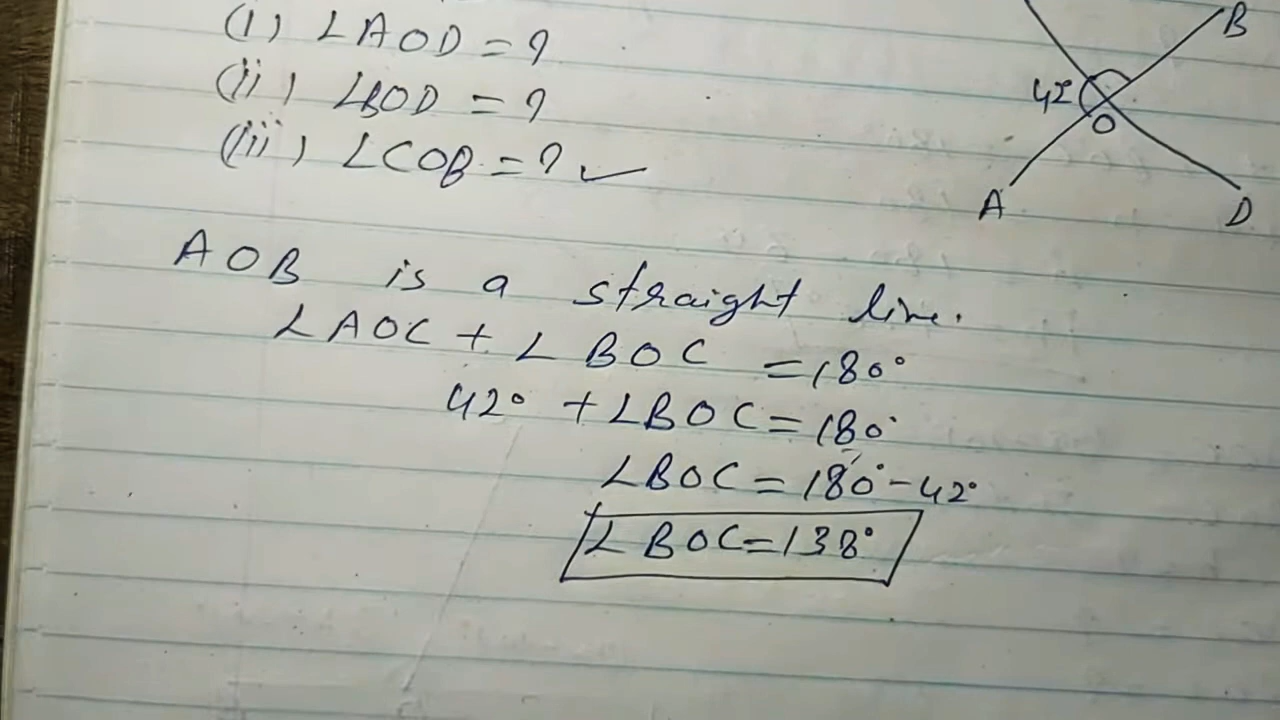 (i) ∠AOD = ?
(ii) ∠BOD = ?
(iii) ∠COB = ? ✓
B
42°
O
A
D
AOB is a straight line.
∠AOC + ∠BOC = 180°
42° + ∠BOC = 180°
∠BOC = 180° - 42°
∠BOC = 138°